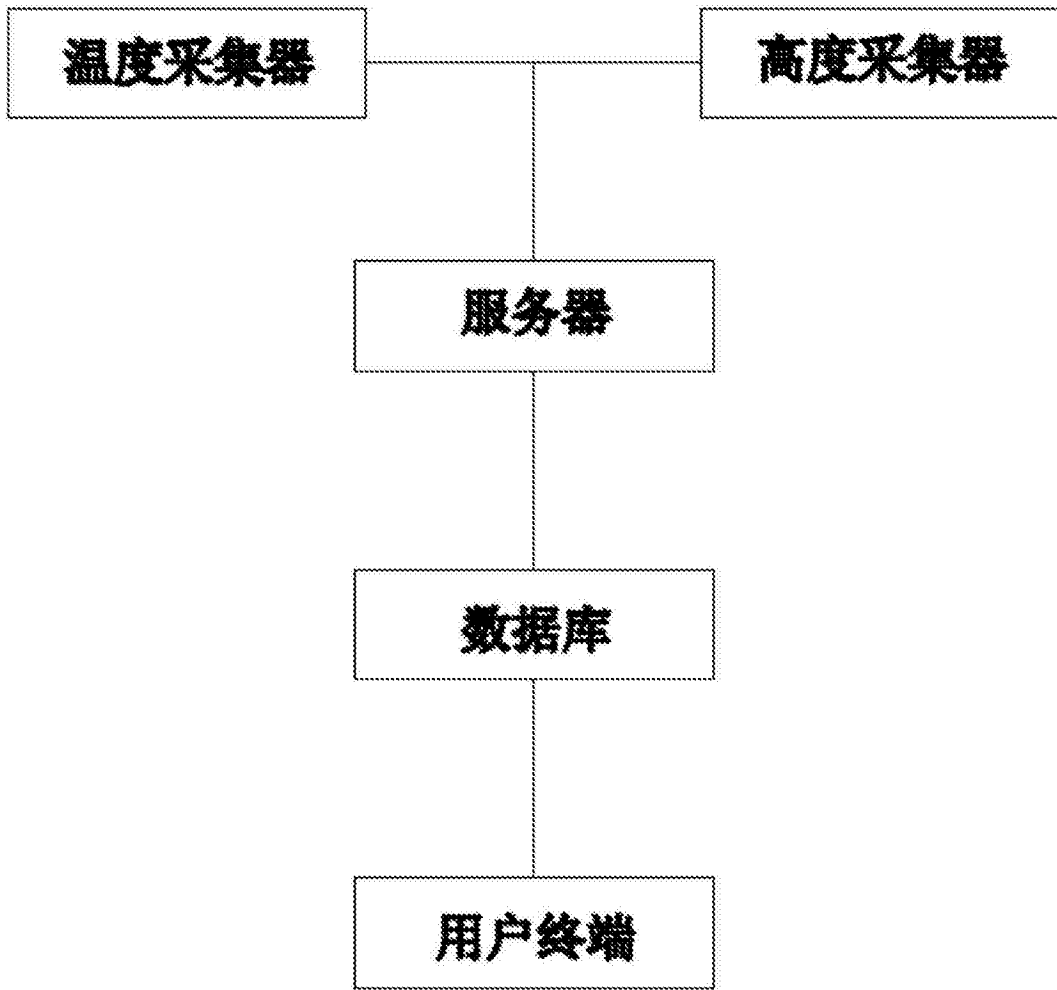 温度采集器
高度采集器
服务器
数据库
用户终端